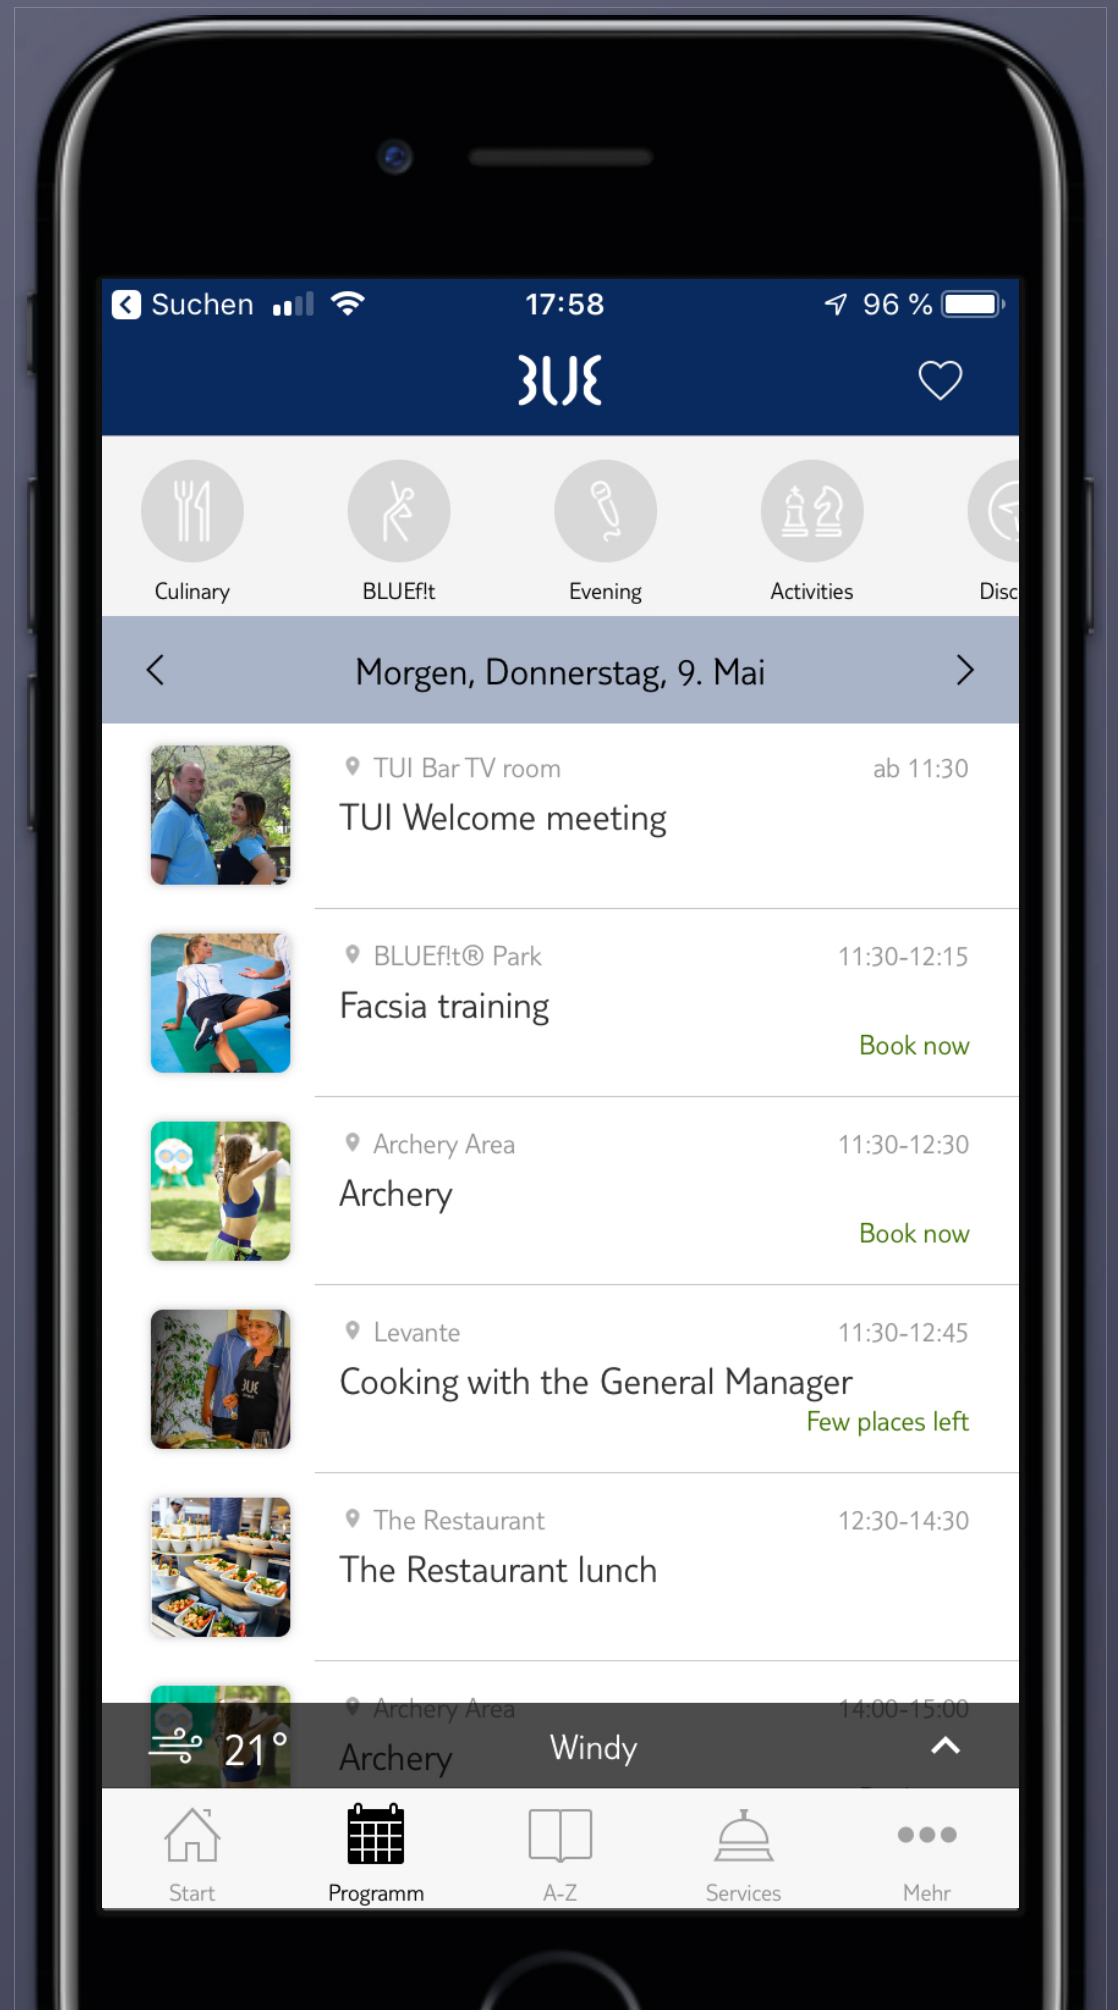 Suchen
17:58
96 %
BUE
Culinary
BLUEf!t
Evening
Activities
Disc
Morgen, Donnerstag, 9. Mai
TUI Bar TV room
ab 11:30
TUI Welcome meeting
BLUEf!t® Park
11:30-12:15
Facsia training
Book now
Archery Area
11:30-12:30
Archery
Book now
Levante
11:30-12:45
Cooking with the General Manager
Few places left
The Restaurant
12:30-14:30
The Restaurant lunch
Archery Area
14:00-15:00
Archery
21°
Windy
Start
Programm
A-Z
Services
Mehr